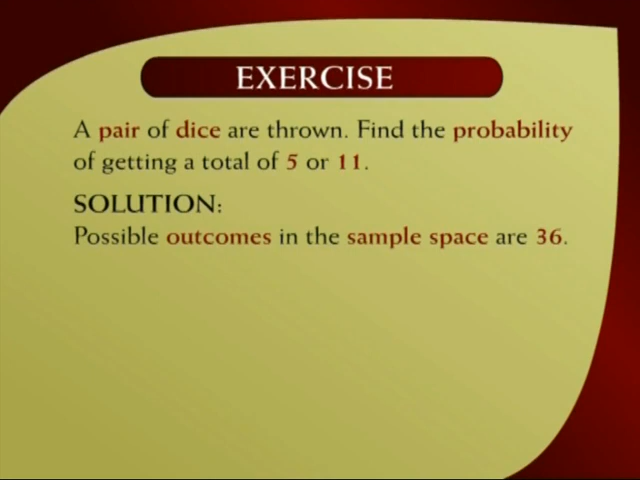 EXERCISE
A pair of dice are thrown. Find the probability
of getting a total of 5 or 11.
SOLUTION:
Possible outcomes in the sample space are 36.